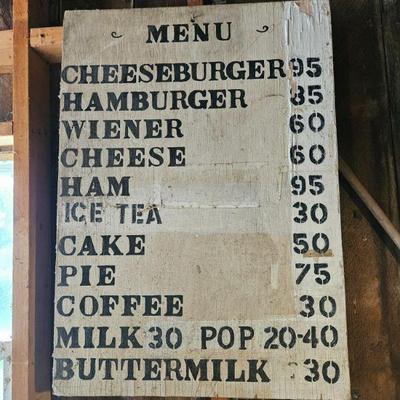 MENU
CHEESEBURGER 95
HAMBURGER 85
WIENER 60
CHEESE 60
HAM 95
ICE TEA 30
CAKE 50
PIE 75
COFFEE 30
MILK 30 POP 20-40
BUTTERMILK 30